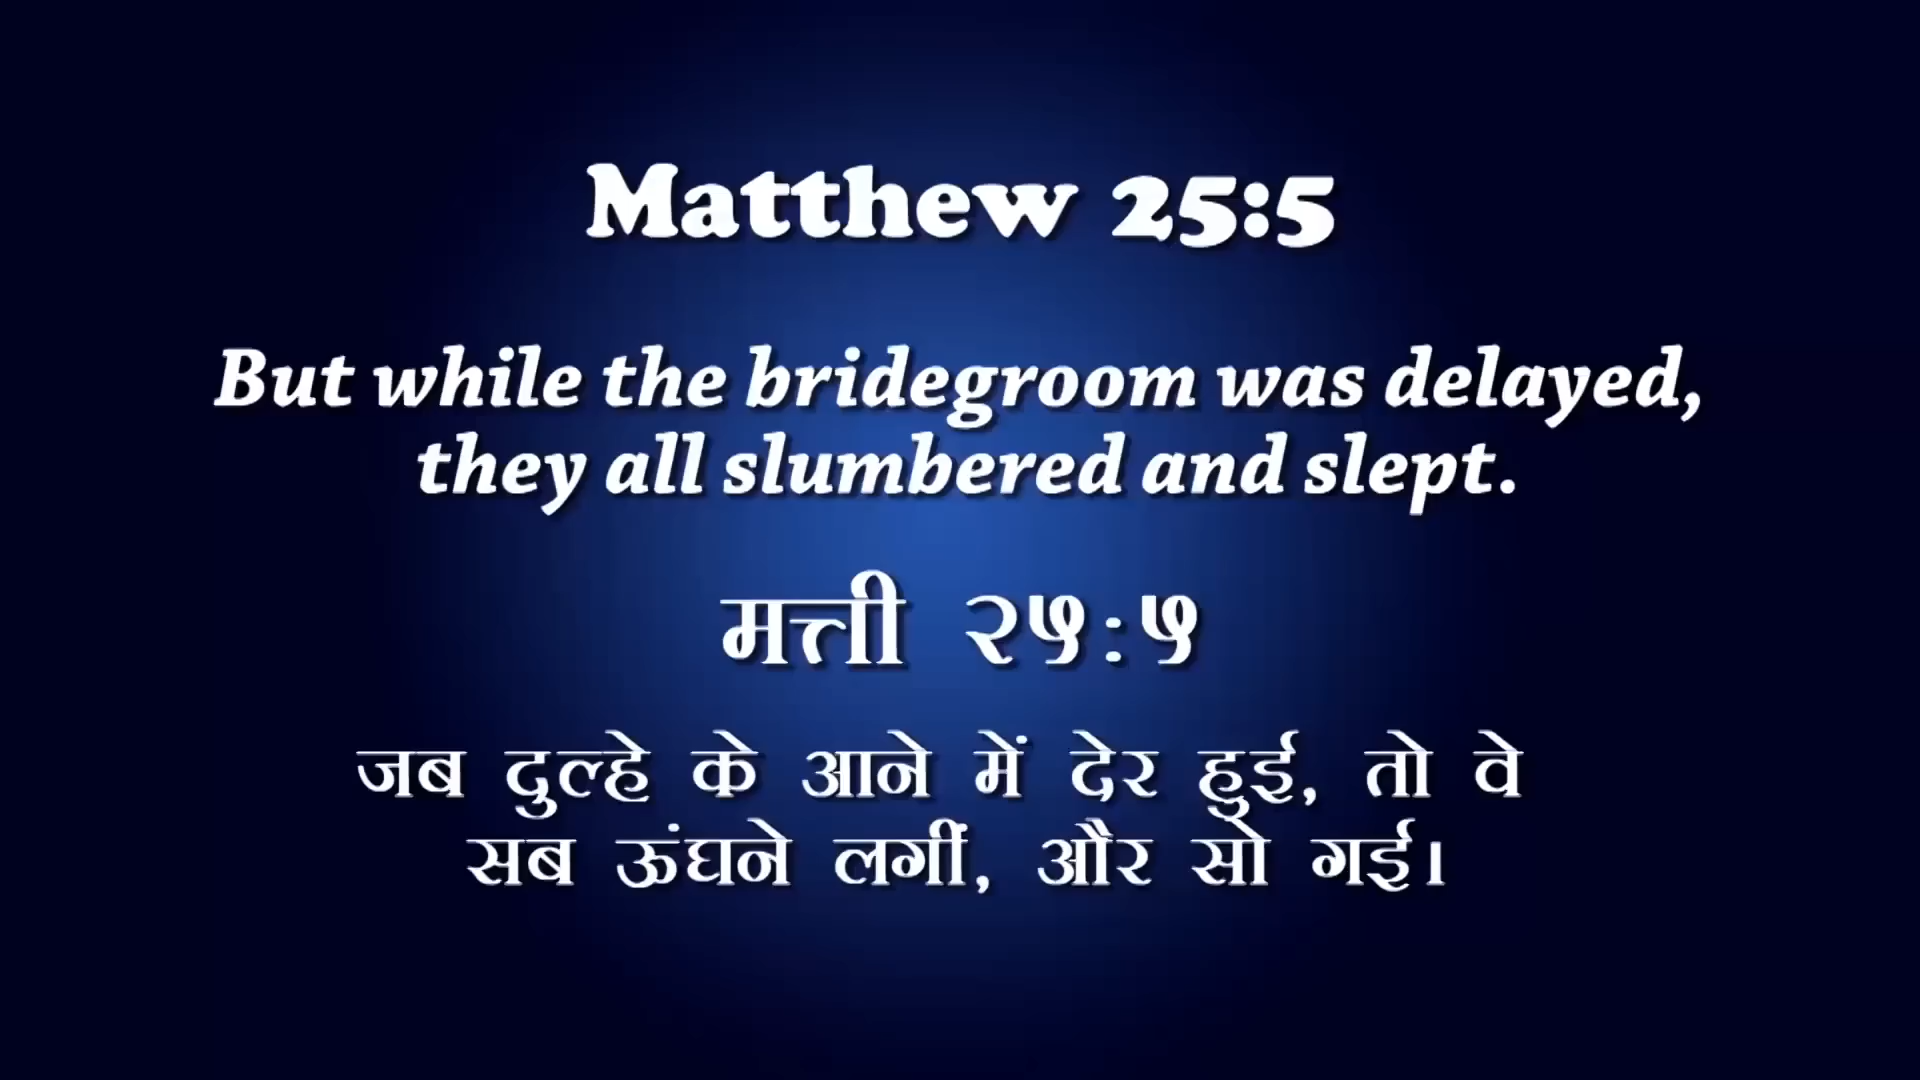 Matthew 25:5
But while the bridegroom was delayed,
they all slumbered and slept.
मत्ती २५:५
जब दुल्हे के आने में देर हुई, तो वे
सब ऊंघने लगीं, और सो गई।